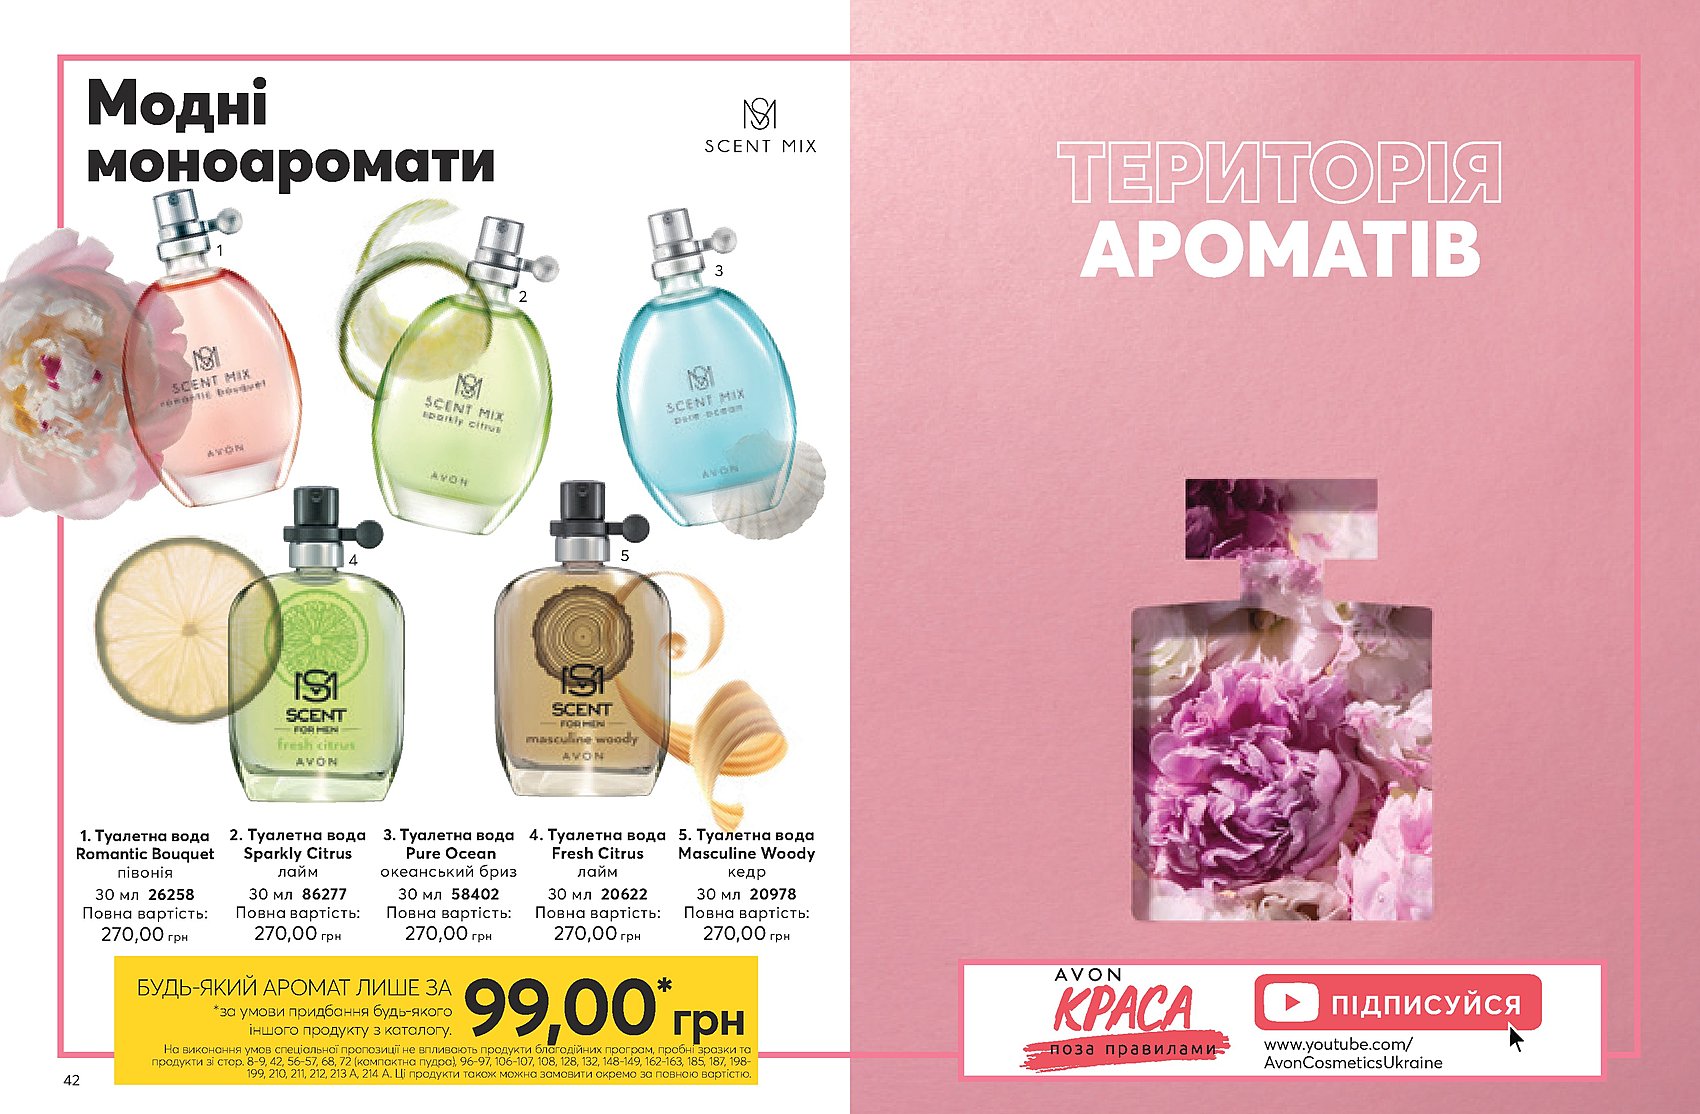 Модні
моноаромати
SM
SCENT MIX
1
2
3
SM
SCENT MIX
romantic bouquet
AVON
SM
SCENT MIX
sparkly citrus
AVON
SM
SCENT MIX
pure ocean
AVON
4
5
SM
SCENT
FOR MEN
fresh citrus
AVON
SM
SCENT
FOR MEN
masculine woody
AVON
1. Туалетна вода
Romantic Bouquet
півонія
30 мл 26258
Повна вартість:
270,00 грн
2. Туалетна вода
Sparkly Citrus
лайм
30 мл 86277
Повна вартість:
270,00 грн
3. Туалетна вода
Pure Ocean
океанський бриз
30 мл 58402
Повна вартість:
270,00 грн
4. Туалетна вода
Fresh Citrus
лайм
30 мл 20622
Повна вартість:
270,00 грн
5. Туалетна вода
Masculine Woody
кедр
30 мл 20978
Повна вартість:
270,00 грн
БУДЬ-ЯКИЙ АРОМАТ ЛИШЕ ЗА
99,00* грн
*за умови придбання будь-якого
іншого продукту з каталогу.
На виконання умов спеціальної пропозиції не впливають продукти благодійних програм, пробні зразки та
продукти зі стор. 8-9, 42, 56-57, 68, 72 (компактна пудра), 96-97, 106-107, 108, 128, 132, 148-149, 162-163, 185, 187, 198-
199, 210, 211, 212, 213 А, 214 А. Ці продукти також можна замовити окремо за повною вартістю.
42
ТЕРИТОРІЯ
АРОМАТІВ
AVON
КРАСА
поза правилами
ПІДПИСУЙСЯ
www.youtube.com/
AvonCosmeticsUkraine